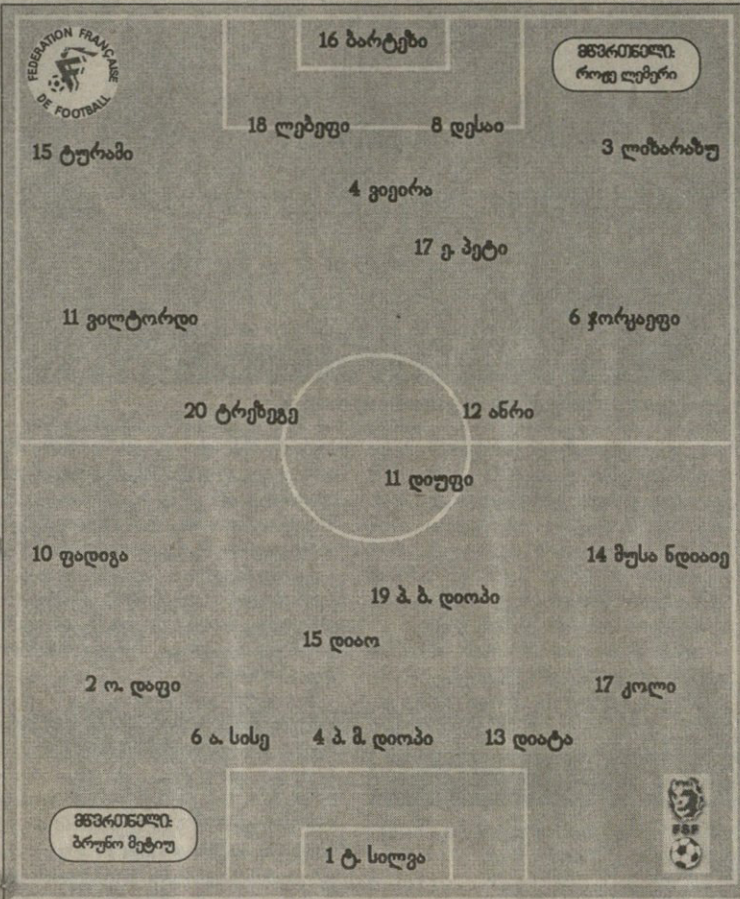 16 ბარტეზი
FEDERATION FRANÇAISE
DE FOOTBALL
მწვრთნელი:
როჟე ლემერი
18 ლებეფი
8 დესაი
15 ტურამი
3 ლიზარაზუ
4 ვიეირა
17 ე. პეტი
11 ვილტორდი
6 ჯორკაეფი
20 ტრეზეგე
12 ანრი
11 დიუფი
10 ფადიგა
14 მუსა ნდიაიე
19 პ. ბ. დიოპი
15 დიაო
2 ო. დაფი
17 კოლი
6 ა. სისე
4 პ. მ. დიოპი
13 დიატა
მწვრთნელი:
ბრუნო მეტიუ
FSF
1 ტ. სილვა